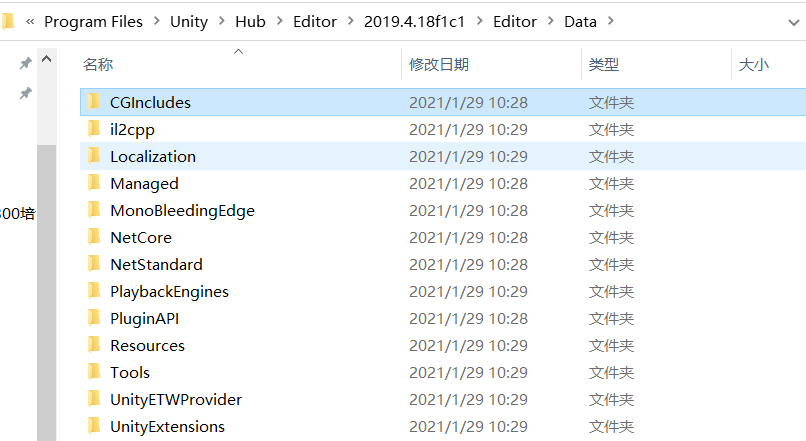 « Program Files > Unity > Hub > Editor > 2019.4.18f1c1 > Editor > Data >
名称 修改日期 类型 大小
CGIncludes 2021/1/29 10:28 文件夹
il2cpp 2021/1/29 10:29 文件夹
Localization 2021/1/29 10:29 文件夹
Managed 2021/1/29 10:28 文件夹
MonoBleedingEdge 2021/1/29 10:29 文件夹
NetCore 2021/1/29 10:28 文件夹
NetStandard 2021/1/29 10:28 文件夹
PlaybackEngines 2021/1/29 10:29 文件夹
PluginAPI 2021/1/29 10:28 文件夹
Resources 2021/1/29 10:29 文件夹
Tools 2021/1/29 10:29 文件夹
UnityETWProvider 2021/1/29 10:29 文件夹
UnityExtensions 2021/1/29 10:29 文件夹